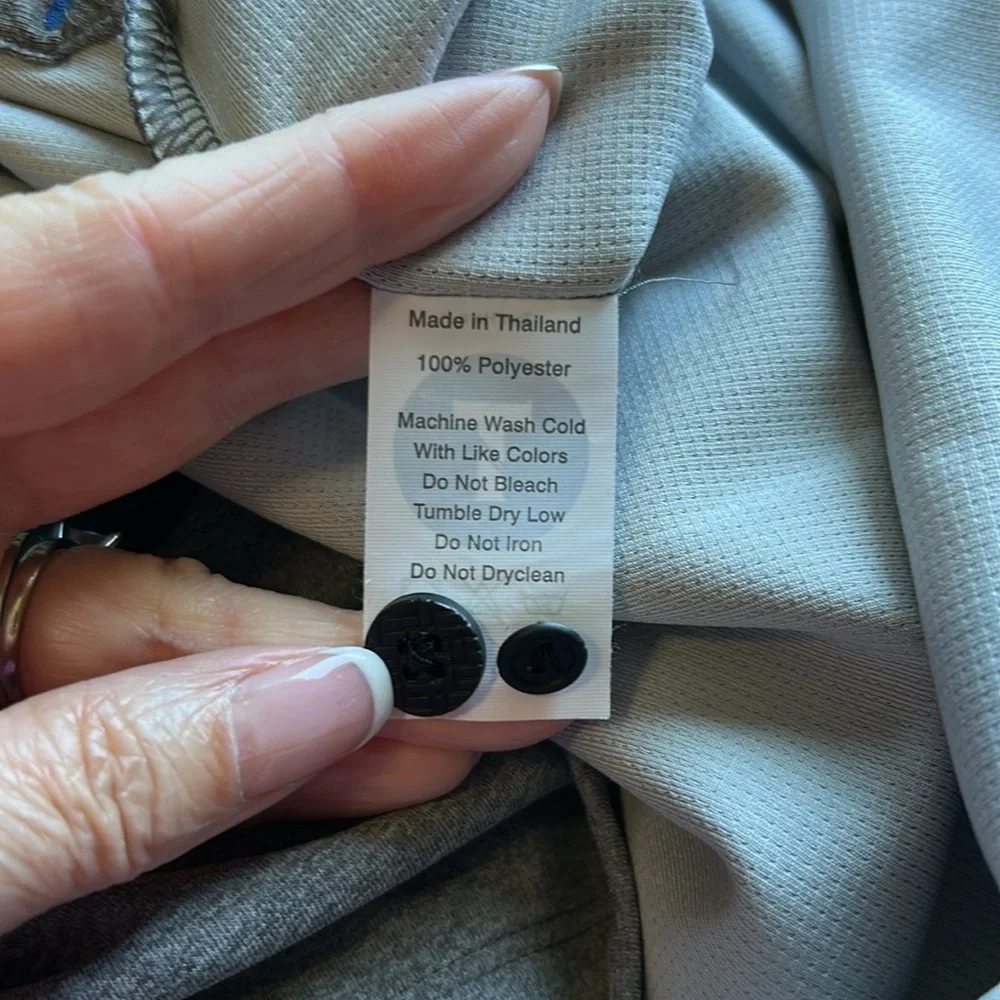 Made in Thailand
100% Polyester
Machine Wash Cold
With Like Colors
Do Not Bleach
Tumble Dry Low
Do Not Iron
Do Not Dryclean